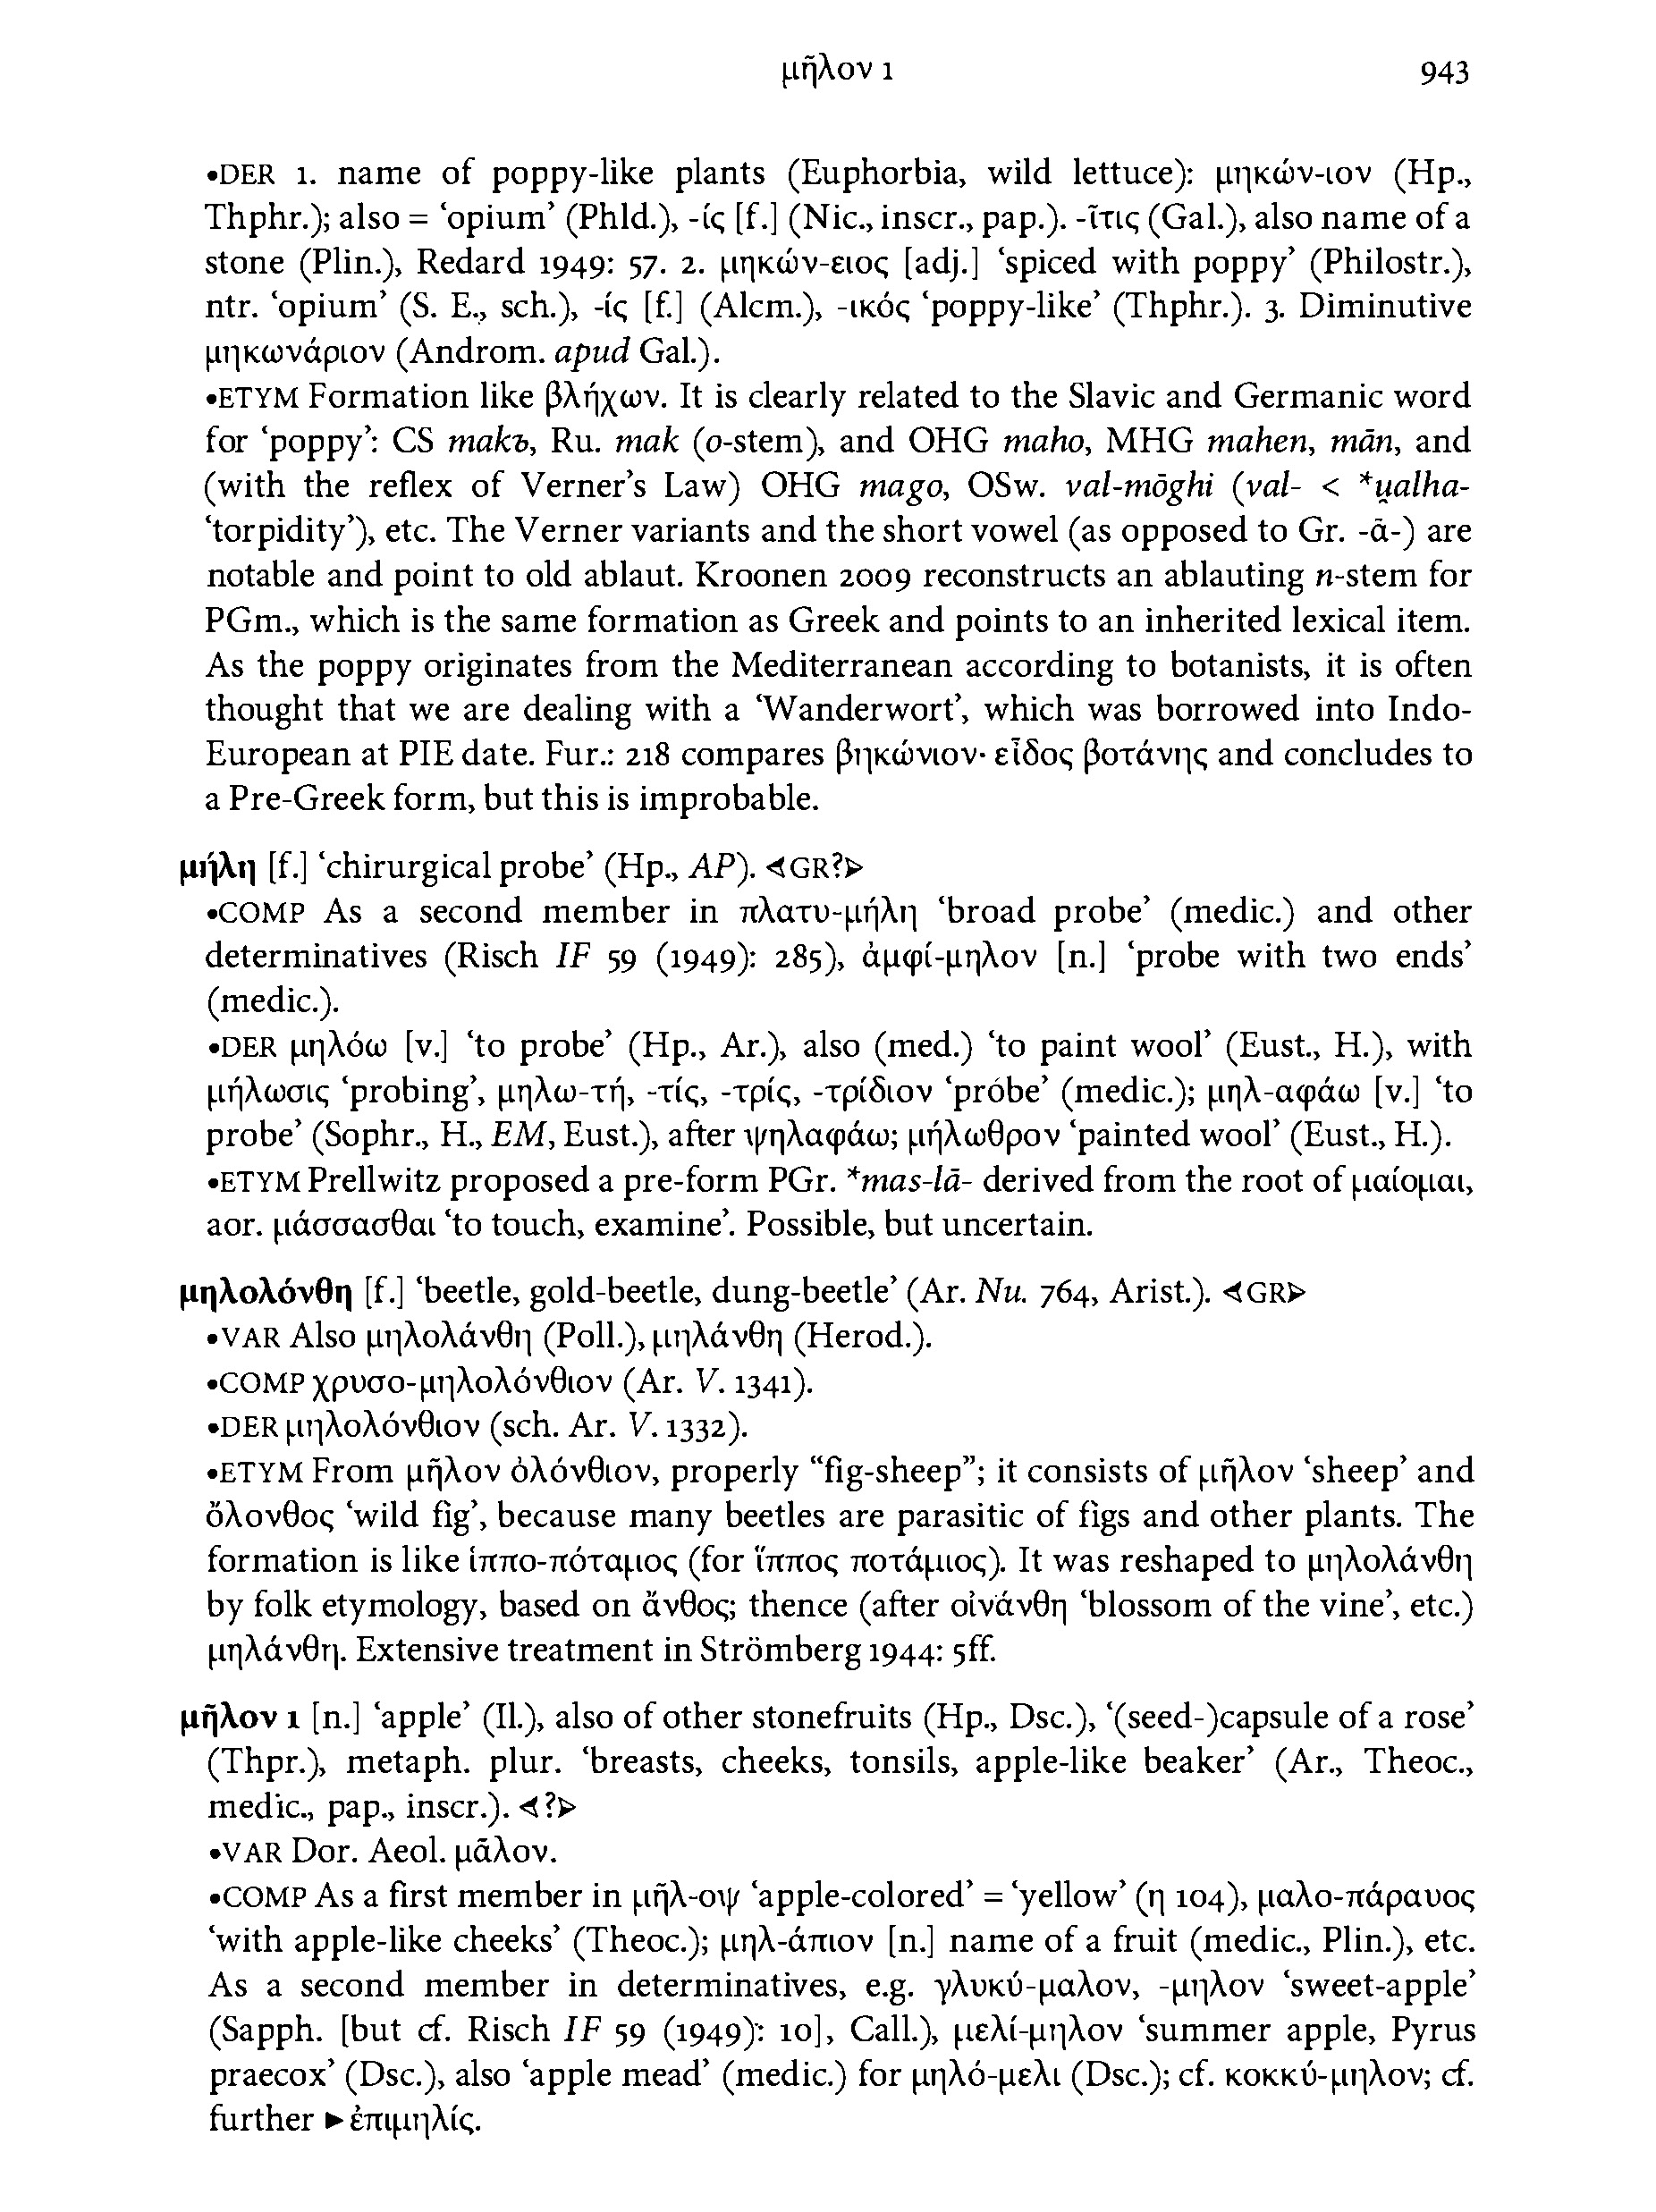 μῆλον 1 943
•DER 1. name of poppy-like plants (Euphorbia, wild lettuce): μηκών-ιον (Hp.,
Thphr.); also = ‘opium’ (Phld.), -ίς [f.] (Nic., inscr., pap.). -ῖτις (Gal.), also name of a
stone (Plin.), Redard 1949: 57. 2. μηκών-ειος [adj.] ‘spiced with poppy’ (Philostr.),
ntr. ‘opium’ (S. E., sch.), -ίς [f.] (Alcm.), -ικός ‘poppy-like’ (Thphr.). 3. Diminutive
μηκωνάριον (Androm. apud Gal.).
•ETYM Formation like βλήχων. It is clearly related to the Slavic and Germanic word
for ‘poppy’: CS makъ, Ru. mak (o-stem), and OHG maho, MHG mahen, mān, and
(with the reflex of Verner’s Law) OHG mago, OSw. val-mōghi (val- < *u̯alha-
‘torpidity’), etc. The Verner variants and the short vowel (as opposed to Gr. -ā-) are
notable and point to old ablaut. Kroonen 2009 reconstructs an ablauting n-stem for
PGm., which is the same formation as Greek and points to an inherited lexical item.
As the poppy originates from the Mediterranean according to botanists, it is often
thought that we are dealing with a ‘Wanderwort’, which was borrowed into Indo-
European at PIE date. Fur.: 218 compares βηκώνιον· εἶδος βοτάνης and concludes to
a Pre-Greek form, but this is improbable.
μήλη [f.] ‘chirurgical probe’ (Hp., AP). ⊲GR?⊳
•COMP As a second member in πλατυ-μήλη ‘broad probe’ (medic.) and other
determinatives (Risch IF 59 (1949): 285), ἀμφί-μηλον [n.] ‘probe with two ends’
(medic.).
•DER μηλόω [v.] ‘to probe’ (Hp., Ar.), also (med.) ‘to paint wool’ (Eust., H.), with
μήλωσις ‘probing’, μηλω-τή, -τίς, -τρίς, -τρίδιον ‘próbe’ (medic.); μηλ-αφάω [v.] ‘to
probe’ (Sophr., H., EM, Eust.), after ψηλαφάω; μήλωθρον ‘painted wool’ (Eust., H.).
•ETYM Prellwitz proposed a pre-form PGr. *mas-lā- derived from the root of μαίομαι,
aor. μάσσασθαι ‘to touch, examine’. Possible, but uncertain.
μηλολόνθη [f.] ‘beetle, gold-beetle, dung-beetle’ (Ar. Nu. 764, Arist.). ⊲GR⊳
•VAR Also μηλολάνθη (Poll.), μηλάνθη (Herod.).
•COMP χρυσο-μηλολόνθιον (Ar. V. 1341).
•DER μηλολόνθιον (sch. Ar. V. 1332).
•ETYM From μῆλον ὀλόνθιον, properly “fig-sheep”; it consists of μῆλον ‘sheep’ and
ὄλονθος ‘wild fig’, because many beetles are parasitic of figs and other plants. The
formation is like ἱππο-πόταμος (for ἵππος ποτάμιος). It was reshaped to μηλολάνθη
by folk etymology, based on ἄνθος; thence (after οἰνάνθη ‘blossom of the vine’, etc.)
μηλάνθη. Extensive treatment in Strömberg 1944: 5ff.
μῆλον 1 [n.] ‘apple’ (Il.), also of other stonefruits (Hp., Dsc.), ‘(seed-)capsule of a rose’
(Thpr.), metaph. plur. ‘breasts, cheeks, tonsils, apple-like beaker’ (Ar., Theoc.,
medic., pap., inscr.). ⊲?⊳
•VAR Dor. Aeol. μᾶλον.
•COMP As a first member in μῆλ-οψ ‘apple-colored’ = ‘yellow’ (η 104), μαλο-πάραυος
‘with apple-like cheeks’ (Theoc.); μηλ-άπιον [n.] name of a fruit (medic., Plin.), etc.
As a second member in determinatives, e.g. γλυκύ-μαλον, -μηλον ‘sweet-apple’
(Sapph. [but cf. Risch IF 59 (1949): 10], Call.), μελί-μηλον ‘summer apple, Pyrus
praecox’ (Dsc.), also ‘apple mead’ (medic.) for μηλό-μελι (Dsc.); cf. κοκκύ-μηλον; cf.
further ►ἐπιμηλίς.